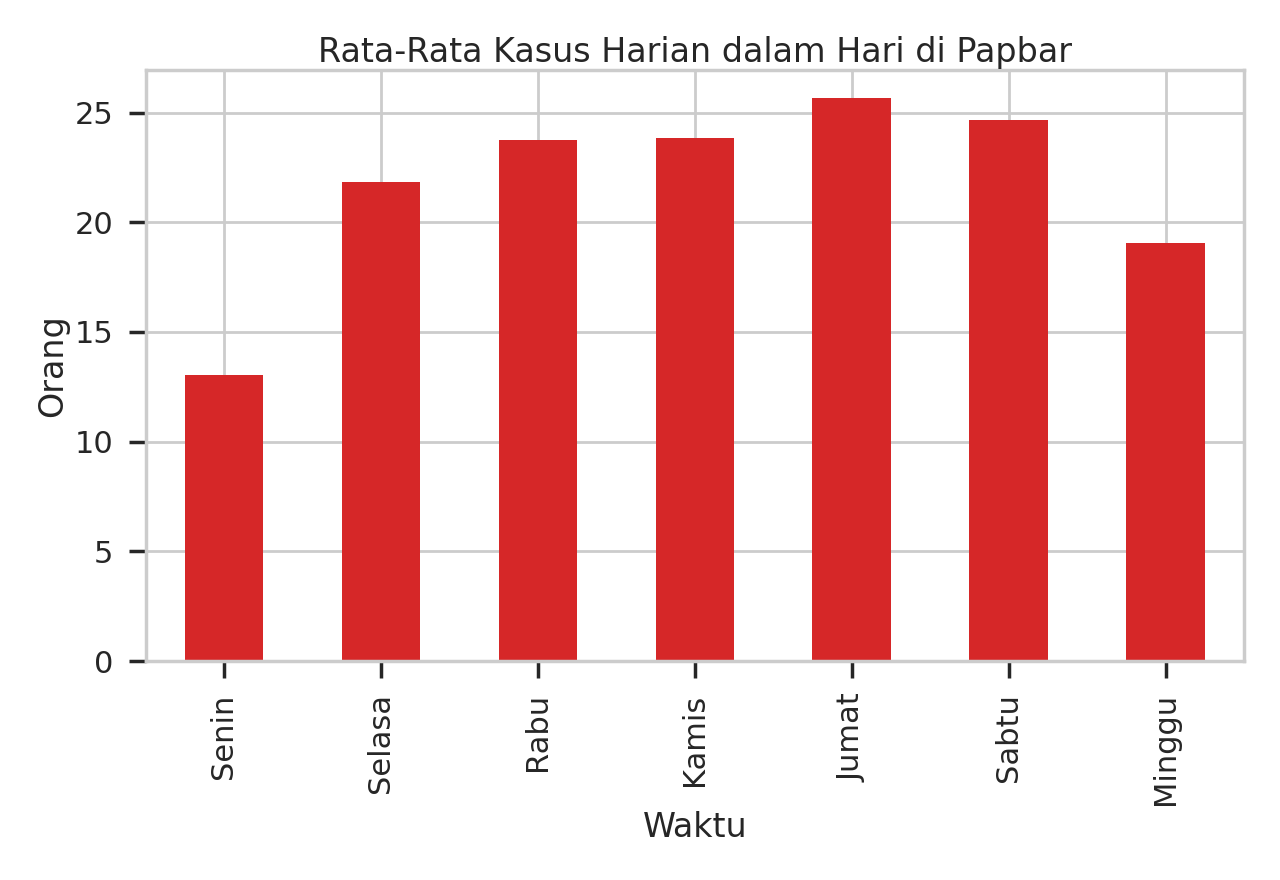 Rata-Rata Kasus Harian dalam Hari di Papbar
25
20
15
10
5
0
Orang
Senin
Selasa
Rabu
Kamis
Jumat
Sabtu
Minggu
Waktu